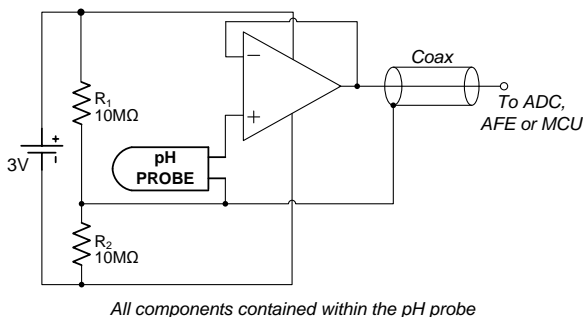 Coax
R1
10MΩ
+
-
3V
−
+
pH
PROBE
To ADC,
AFE or MCU
R2
10MΩ
All components contained within the pH probe